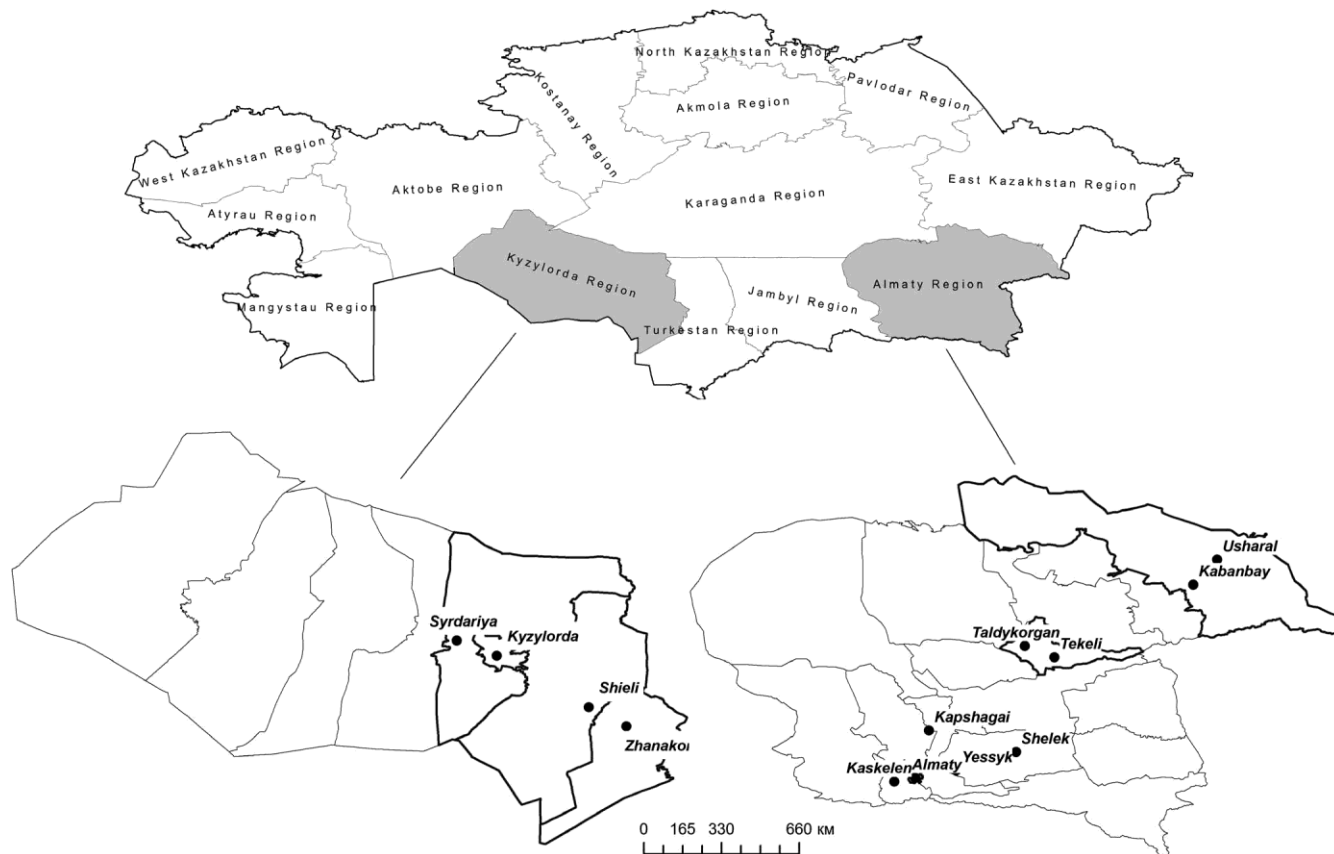 North Kazakhstan Region
Pavlodar Region
Kostanay Region
Akmola Region
West Kazakhstan Region
Aktobe Region
Karaganda Region
East Kazakhstan Region
Atyrau Region
Kyzylorda Region
Almaty Region
Mangystau Region
Jambyl Region
Turkestan Region
Usharal
Kabanbay
Syrdariya
Kyzylorda
Taldykorgan
Tekeli
Shieli
Kapshagai
Zhanakor
Shelek
Yessyk
Kaskelen
Almaty
0 165 330 660 км